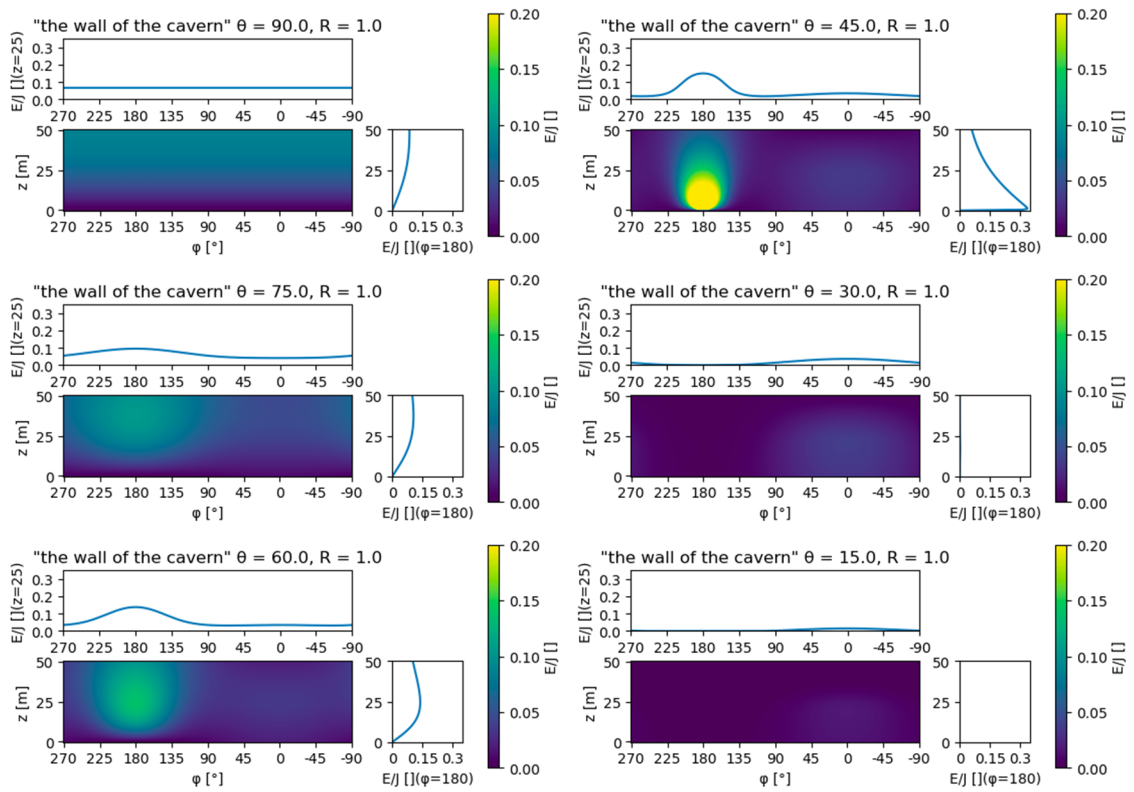 "the wall of the cavern" θ = 90.0, R = 1.0
E/J [](z=25)
0.3
0.2
0.1
0.0
270 225 180 135 90 45 0 -45 -90
z [m]
50
25
0
270 225 180 135 90 45 0 -45 -90
φ [°]
50
25
0
0 0.15 0.3
E/J [](φ=180)
0.20
0.15
0.10
0.05
0.00
E/J []
"the wall of the cavern" θ = 45.0, R = 1.0
E/J [](z=25)
0.3
0.2
0.1
0.0
270 225 180 135 90 45 0 -45 -90
z [m]
50
25
0
270 225 180 135 90 45 0 -45 -90
φ [°]
50
25
0
0 0.15 0.3
E/J [](φ=180)
0.20
0.15
0.10
0.05
0.00
E/J []
"the wall of the cavern" θ = 75.0, R = 1.0
E/J [](z=25)
0.3
0.2
0.1
0.0
270 225 180 135 90 45 0 -45 -90
z [m]
50
25
0
270 225 180 135 90 45 0 -45 -90
φ [°]
50
25
0
0 0.15 0.3
E/J [](φ=180)
0.20
0.15
0.10
0.05
0.00
E/J []
"the wall of the cavern" θ = 30.0, R = 1.0
E/J [](z=25)
0.3
0.2
0.1
0.0
270 225 180 135 90 45 0 -45 -90
z [m]
50
25
0
270 225 180 135 90 45 0 -45 -90
φ [°]
50
25
0
0 0.15 0.3
E/J [](φ=180)
0.20
0.15
0.10
0.05
0.00
E/J []
"the wall of the cavern" θ = 60.0, R = 1.0
E/J [](z=25)
0.3
0.2
0.1
0.0
270 225 180 135 90 45 0 -45 -90
z [m]
50
25
0
270 225 180 135 90 45 0 -45 -90
φ [°]
50
25
0
0 0.15 0.3
E/J [](φ=180)
0.20
0.15
0.10
0.05
0.00
E/J []
"the wall of the cavern" θ = 15.0, R = 1.0
E/J [](z=25)
0.3
0.2
0.1
0.0
270 225 180 135 90 45 0 -45 -90
z [m]
50
25
0
270 225 180 135 90 45 0 -45 -90
φ [°]
50
25
0
0 0.15 0.3
E/J [](φ=180)
0.20
0.15
0.10
0.05
0.00
E/J []